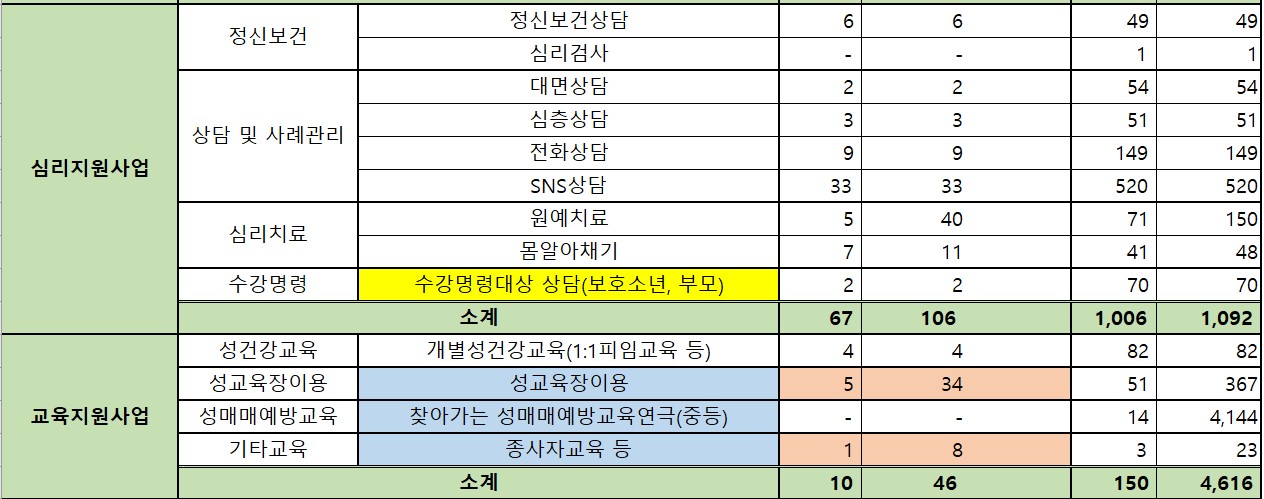 정신보건 정신보건상담 6 6 49 49
심리검사 - - 1 1
심리지원사업 상담 및 사례관리 대면상담 2 2 54 54
심층상담 3 3 51 51
전화상담 9 9 149 149
SNS상담 33 33 520 520
심리치료 원예치료 5 40 71 150
몸알아채기 7 11 41 48
수강명령 수강명령대상 상담(보호소년, 부모) 2 2 70 70
소계 67 106 1,006 1,092
교육지원사업 성건강교육 개별성건강교육(1:1피임교육 등) 4 4 82 82
성교육장이용 성교육장이용 5 34 51 367
성매매예방교육 찾아가는 성매매예방교육연극(중등) - - 14 4,144
기타교육 종사자교육 등 1 8 3 23
소계 10 46 150 4,616